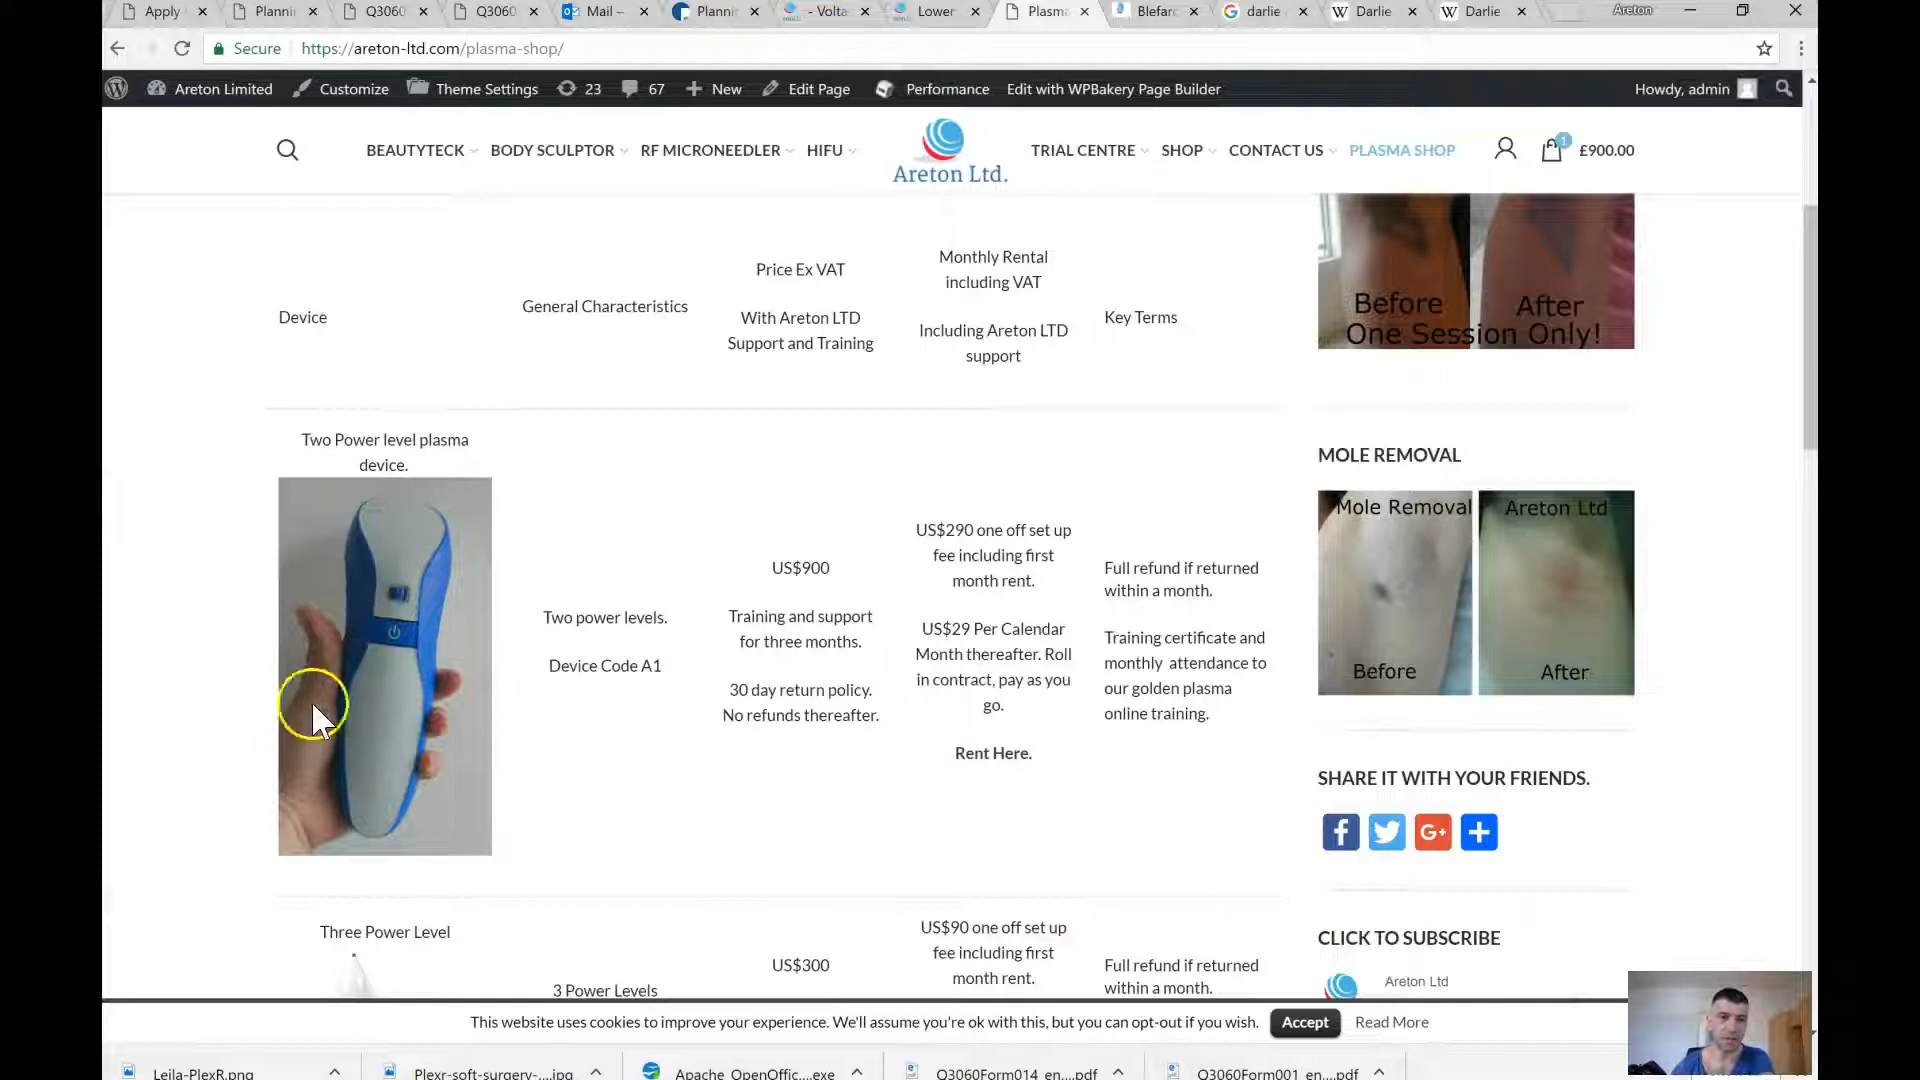 Apply
Planni
Q3060
Q3060
Mail –
Planni
- Volta
Lower
Plasma
Blefarc
darlie
Darlie
Darlie
Areton
Secure
https://areton-ltd.com/plasma-shop/
Areton Limited
Customize
Theme Settings
23
67
New
Edit Page
Performance
Edit with WPBakery Page Builder
Howdy, admin
BEAUTYTECK
BODY SCULPTOR
RF MICRONEEDLER
HIFU
Areton Ltd.
TRIAL CENTRE
SHOP
CONTACT US
PLASMA SHOP
1
£900.00
Device
General Characteristics
Price Ex VAT
With Areton LTD
Support and Training
Monthly Rental
including VAT
Including Areton LTD
support
Key Terms
Before After
One Session Only!
Two Power level plasma
device.
Two power levels.
Device Code A1
US$900
Training and support
for three months.
30 day return policy.
No refunds thereafter.
US$290 one off set up
fee including first
month rent.
US$29 Per Calendar
Month thereafter. Roll
in contract, pay as you
go.
Rent Here.
Full refund if returned
within a month.
Training certificate and
monthly attendance to
our golden plasma
online training.
MOLE REMOVAL
Mole Removal
Areton Ltd
Before
After
SHARE IT WITH YOUR FRIENDS.
Three Power Level
3 Power Levels
US$300
US$90 one off set up
fee including first
month rent.
Full refund if returned
within a month.
CLICK TO SUBSCRIBE
Areton Ltd
This website uses cookies to improve your experience. We'll assume you're ok with this, but you can opt-out if you wish.
Accept
Read More
Leila-PlexR.png
Plexr-soft-surgery-....jpg
Apache_OpenOffic....exe
Q3060Form014_en....pdf
Q3060Form001_en....pdf